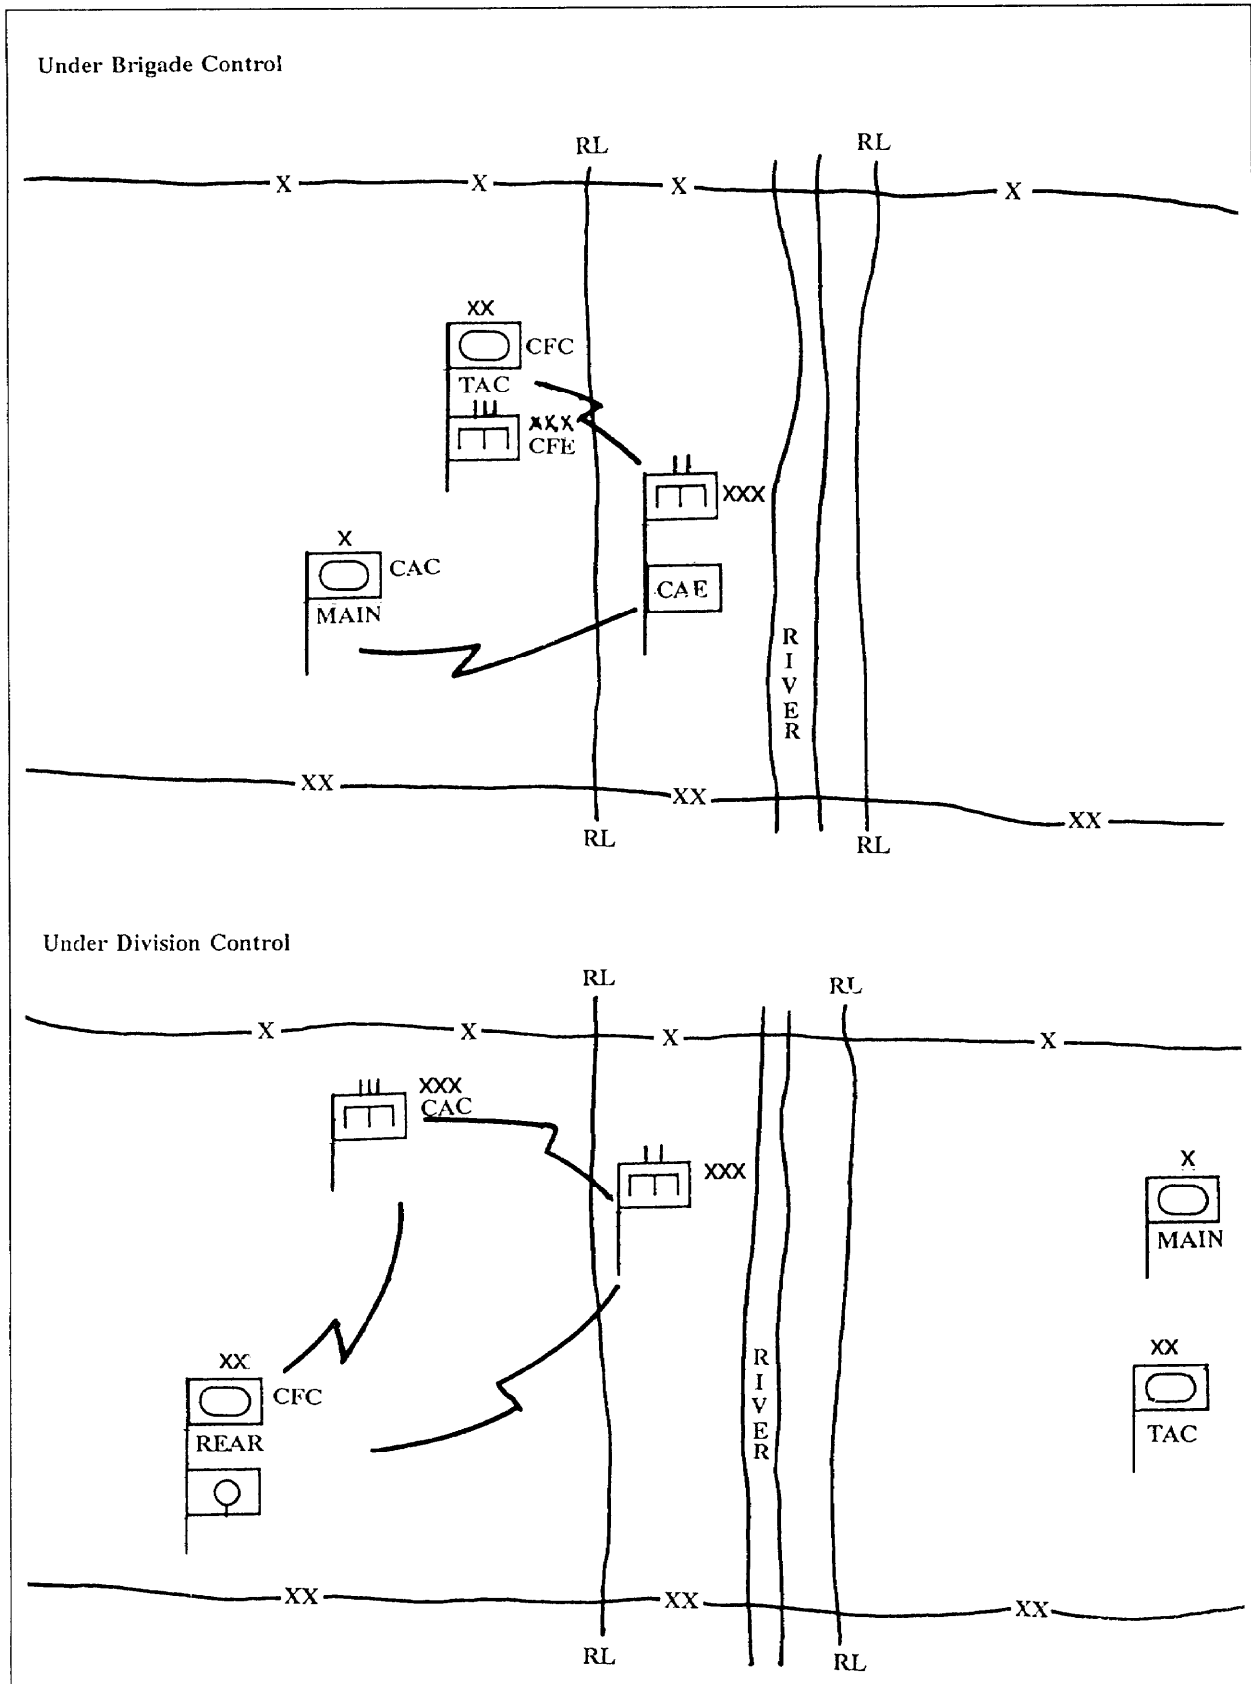 Under Brigade Control
RL
RL
X
X
X
X
XX
CFC
TAC
XXX
CFE
XXX
X
CAC
MAIN
CAE
RIVER
XX
XX
XX
RL
RL
Under Division Control
RL
RL
X
X
X
X
XXX
CAC
XXX
X
MAIN
XX
CFC
REAR
RIVER
XX
TAC
XX
XX
XX
RL
RL